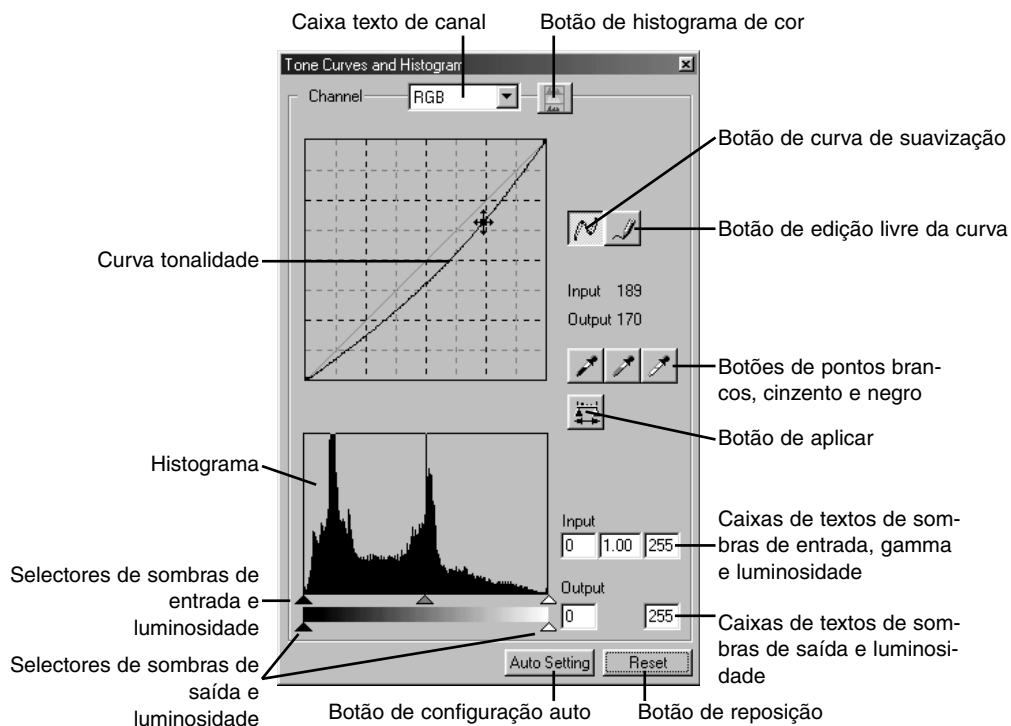 Caixa texto de canal
Botão de histograma de cor
Tone Curves and Histogram
Channel
RGB
Auto
Botão de curva de suavização
Botão de edição livre da curva
Curva tonalidade
Input 189
Output 170
Botões de pontos bran-
cos, cinzento e negro
Botão de aplicar
Histograma
Input
0 1.00 255
Caixas de textos de som-
bras de entrada, gamma
e luminosidade
Selectores de sombras de
entrada e
luminosidade
Output
0 255
Caixas de textos de som-
bras de saída e luminosi-
dade
Selectores de sombras de
saída e
luminosidade
Auto Setting
Reset
Botão de configuração auto
Botão de reposição